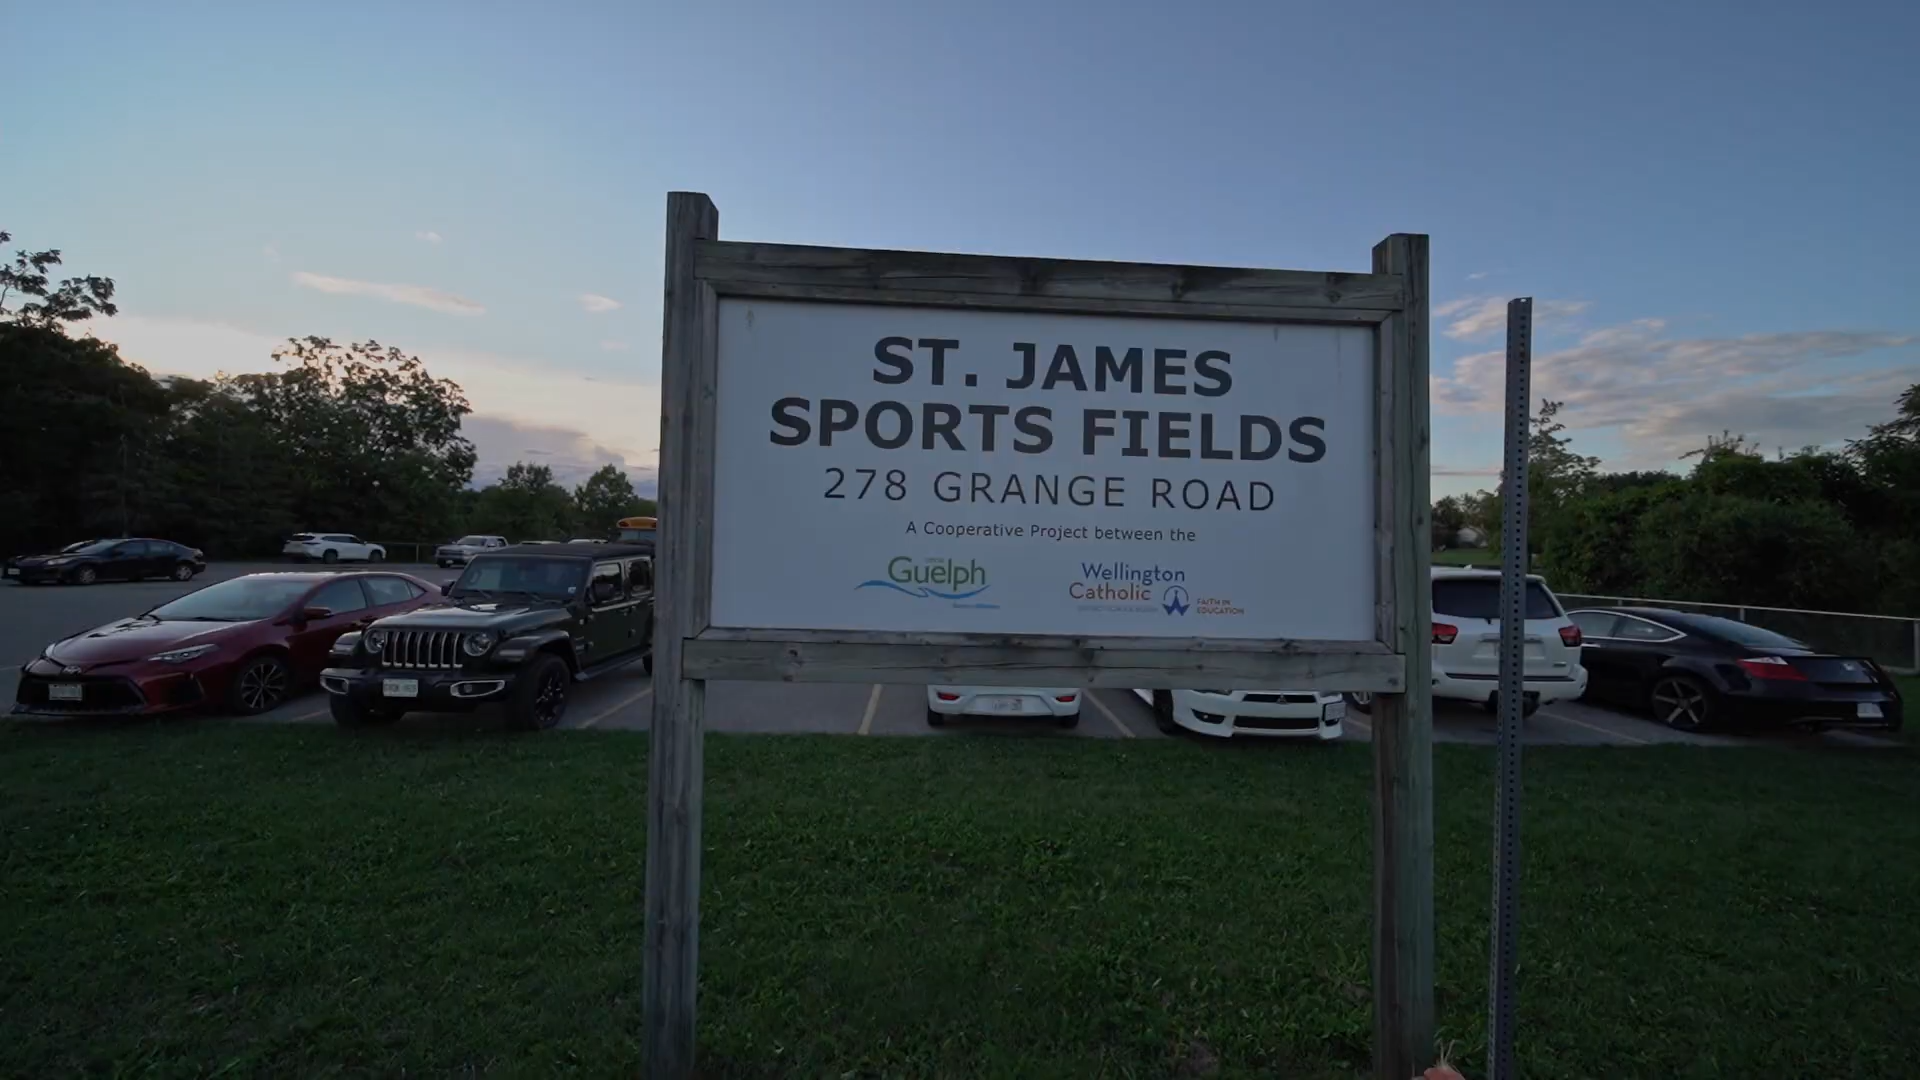 ST. JAMES
SPORTS FIELDS
278 GRANGE ROAD
A Cooperative Project between the
Guelph
Wellington
Catholic
FAITH IN
EDUCATION